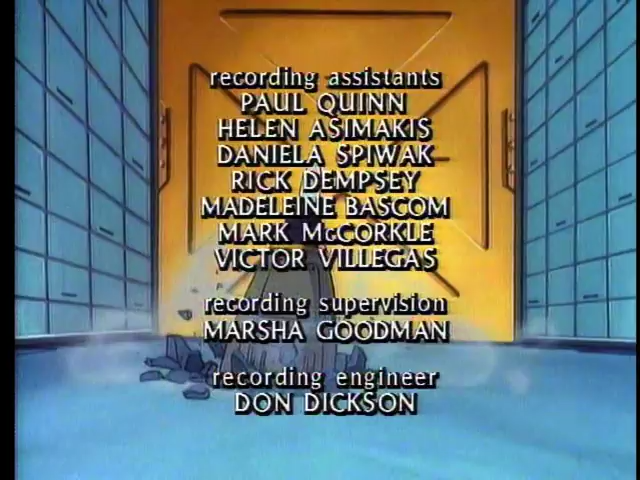 recording assistants
PAUL QUINN
HELEN ASIMAKIS
DANIELA SPIWAK
RICK DEMPSEY
MADELEINE BASCOM
MARK McCORKLE
VICTOR VILLEGAS
recording supervision
MARSHA GOODMAN
recording engineer
DON DICKSON